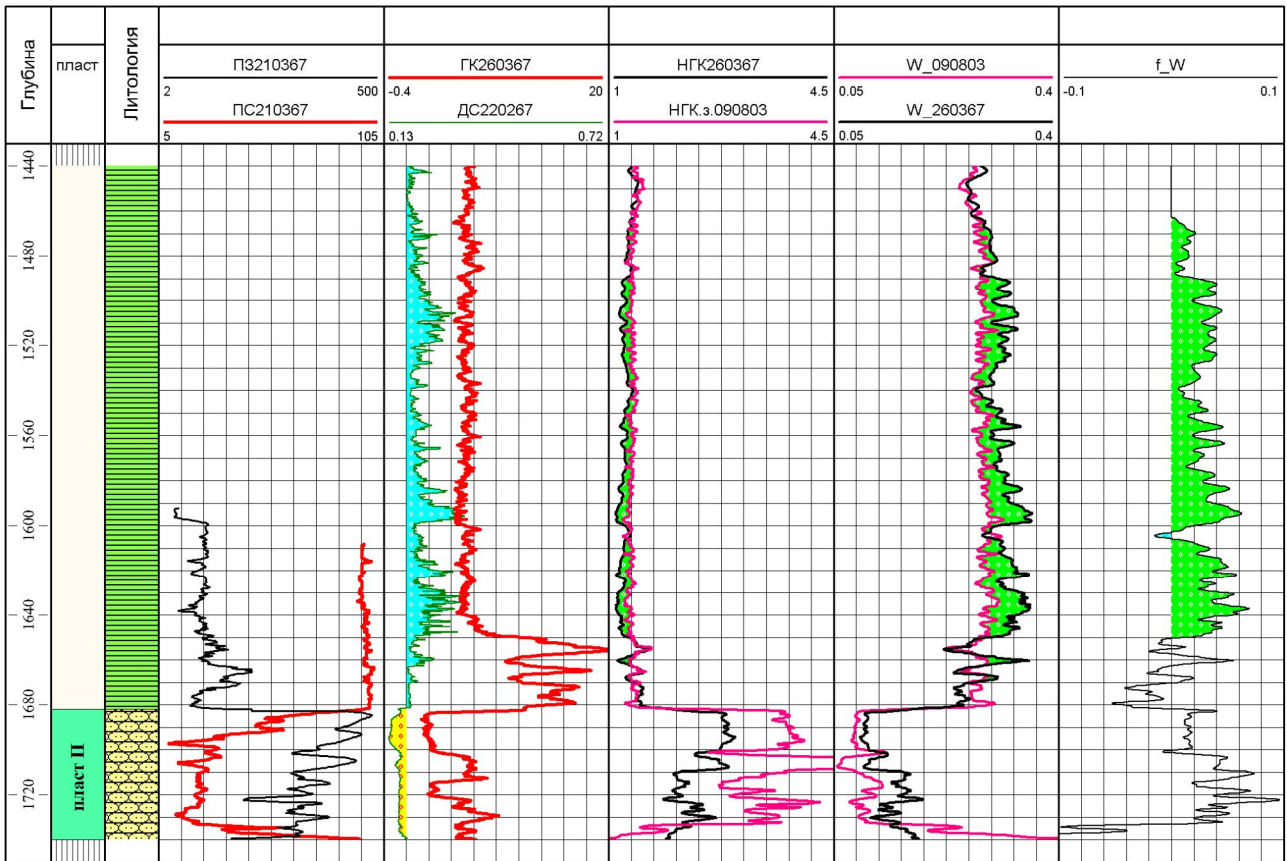 Глубина
пласт
Литология
ПЗ210367
2 500
ПС210367
5 105
ГК260367
-0.4 20
ДС220267
0.13 0.72
НГК260367
1 4.5
НГК.з.090803
1 4.5
W_090803
0.05 0.4
W_260367
0.05 0.4
f_W
-0.1 0.1
1440
1480
1520
1560
1600
1640
1680
1720
пласт II